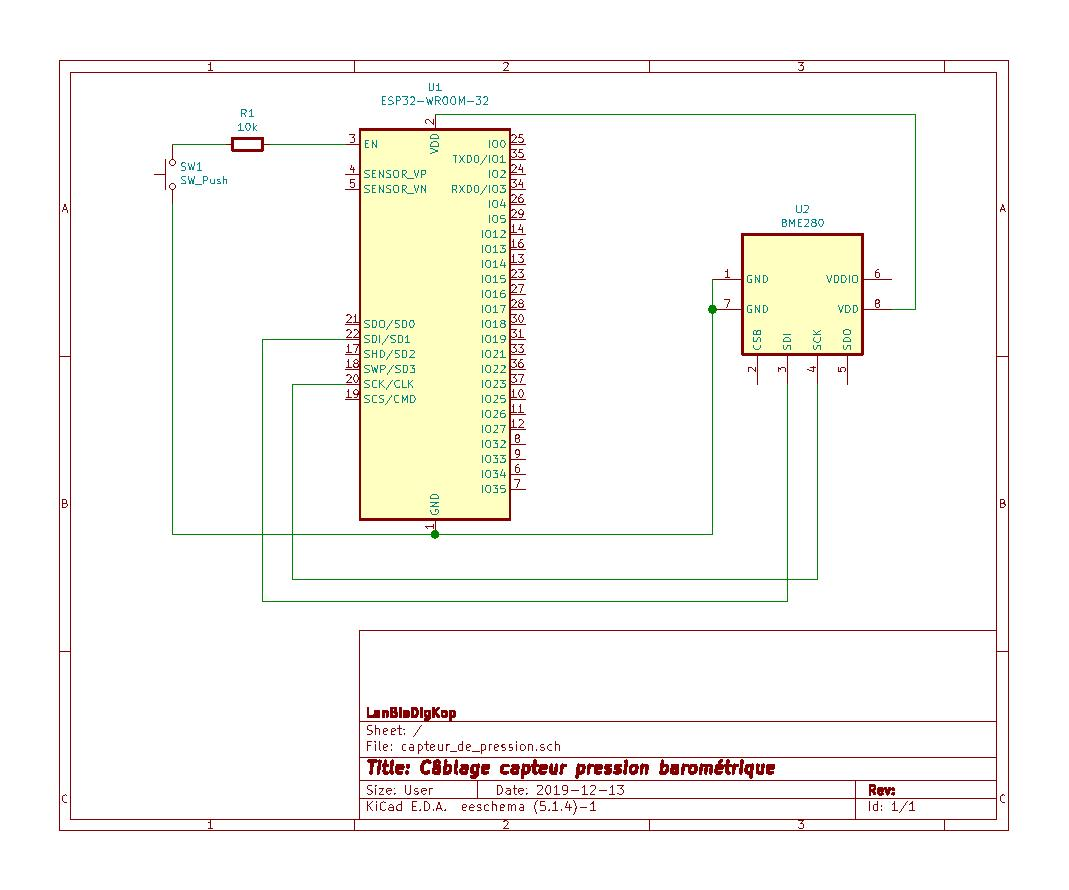 1 2 3
U1
ESP32-WROOM-32
R1
10k
2
3 EN VDD IO0 25
TXD0/IO1 35
SW1
SW_Push
4 SENSOR_VP IO2 24
5 SENSOR_VN RXD0/IO3 34
IO4 26
A A
U2
IO5 29
BME280
IO12 14
IO13 16
IO14 13
IO15 23
1 GND VDDIO 6
IO16 27
IO17 28
7 GND VDD 8
21 SDO/SD0 IO18 30
22 SDI/SD1 IO19 31
CSB SDI SCK SDO
17 SHD/SD2 IO21 33
18 SWP/SD3 IO22 36
2 3 4 5
20 SCK/CLK IO23 37
19 SCS/CMD IO25 10
IO26 11
IO27 12
IO32 8
IO33 9
IO34 6
IO35 7
B B
GND
1
LanBiaDigKop
Sheet: /
File: capteur_de_pression.sch
Title: Câblage capteur pression barométrique
Size: User Date: 2019-12-13 Rev:
KiCad E.D.A. eeschema (5.1.4)-1 Id: 1/1
C C
1 2 3